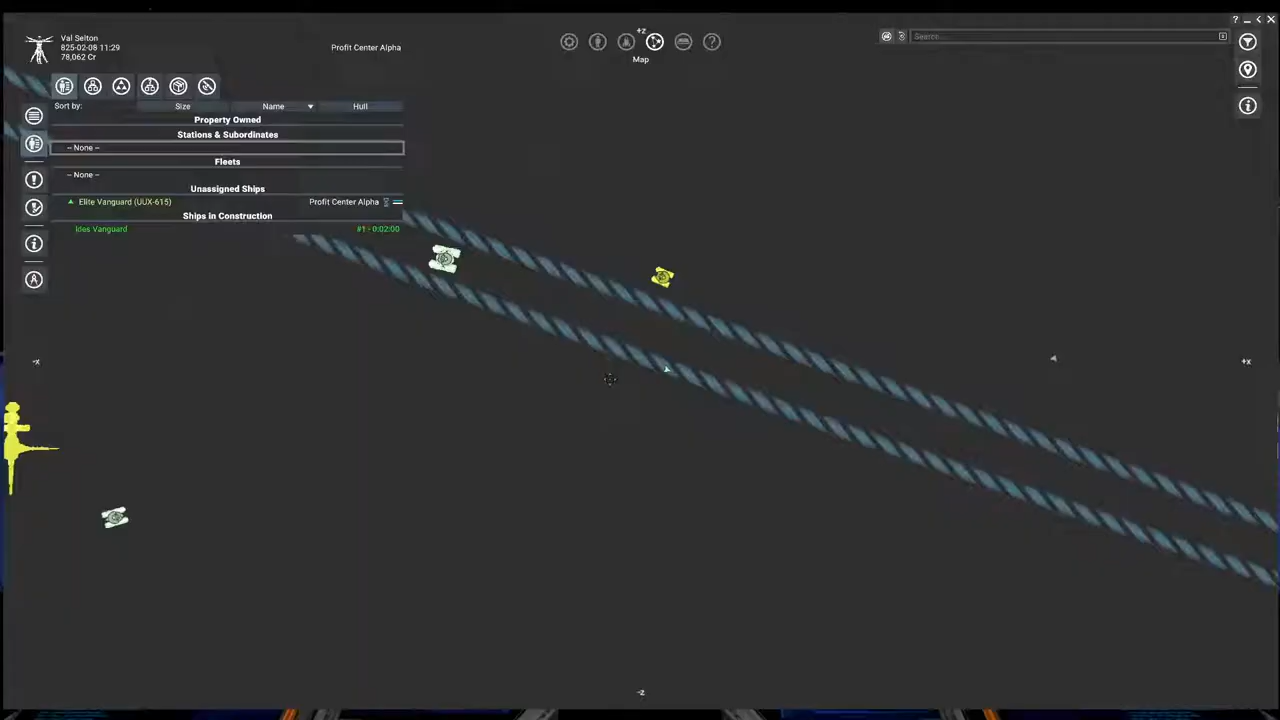 Val Selton
825-02-08 11:29
78,062 Cr
Profit Center Alpha
+z
Map
Search...
Sort by: Size Name Hull
Property Owned
Stations & Subordinates
-- None --
Fleets
-- None --
Unassigned Ships
Elite Vanguard (UUX-615) Profit Center Alpha
Ships in Construction
Ides Vanguard #1 - 0:02:00
-x
+x
-z